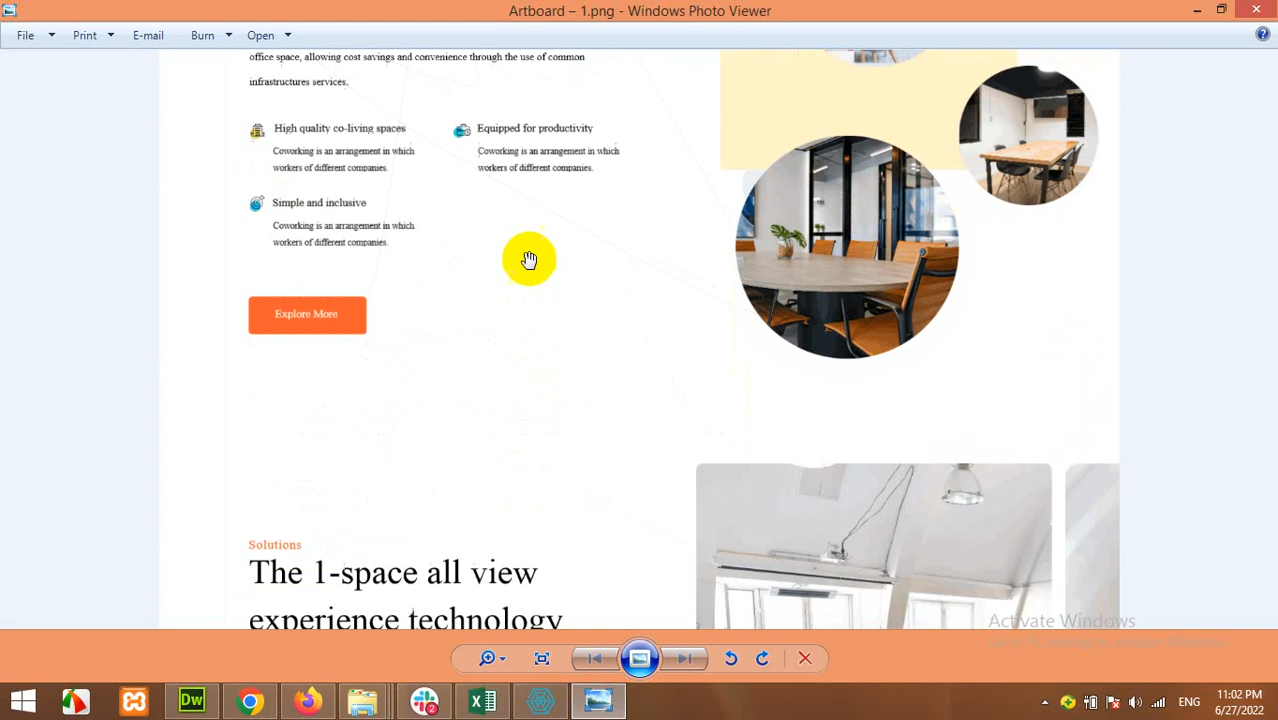 Artboard – 1.png - Windows Photo Viewer
File Print E-mail Burn Open
office space, allowing cost savings and convenience through the use of common
infrastructures services.
High quality co-living spaces
Coworking is an arrangement in which
workers of different companies.
Equipped for productivity
Coworking is an arrangement in which
workers of different companies.
Simple and inclusive
Coworking is an arrangement in which
workers of different companies.
Explore More
Solutions
The 1-space all view
experience technology
Activate Windows
Dw
2
ENG
11:02 PM
6/27/2022